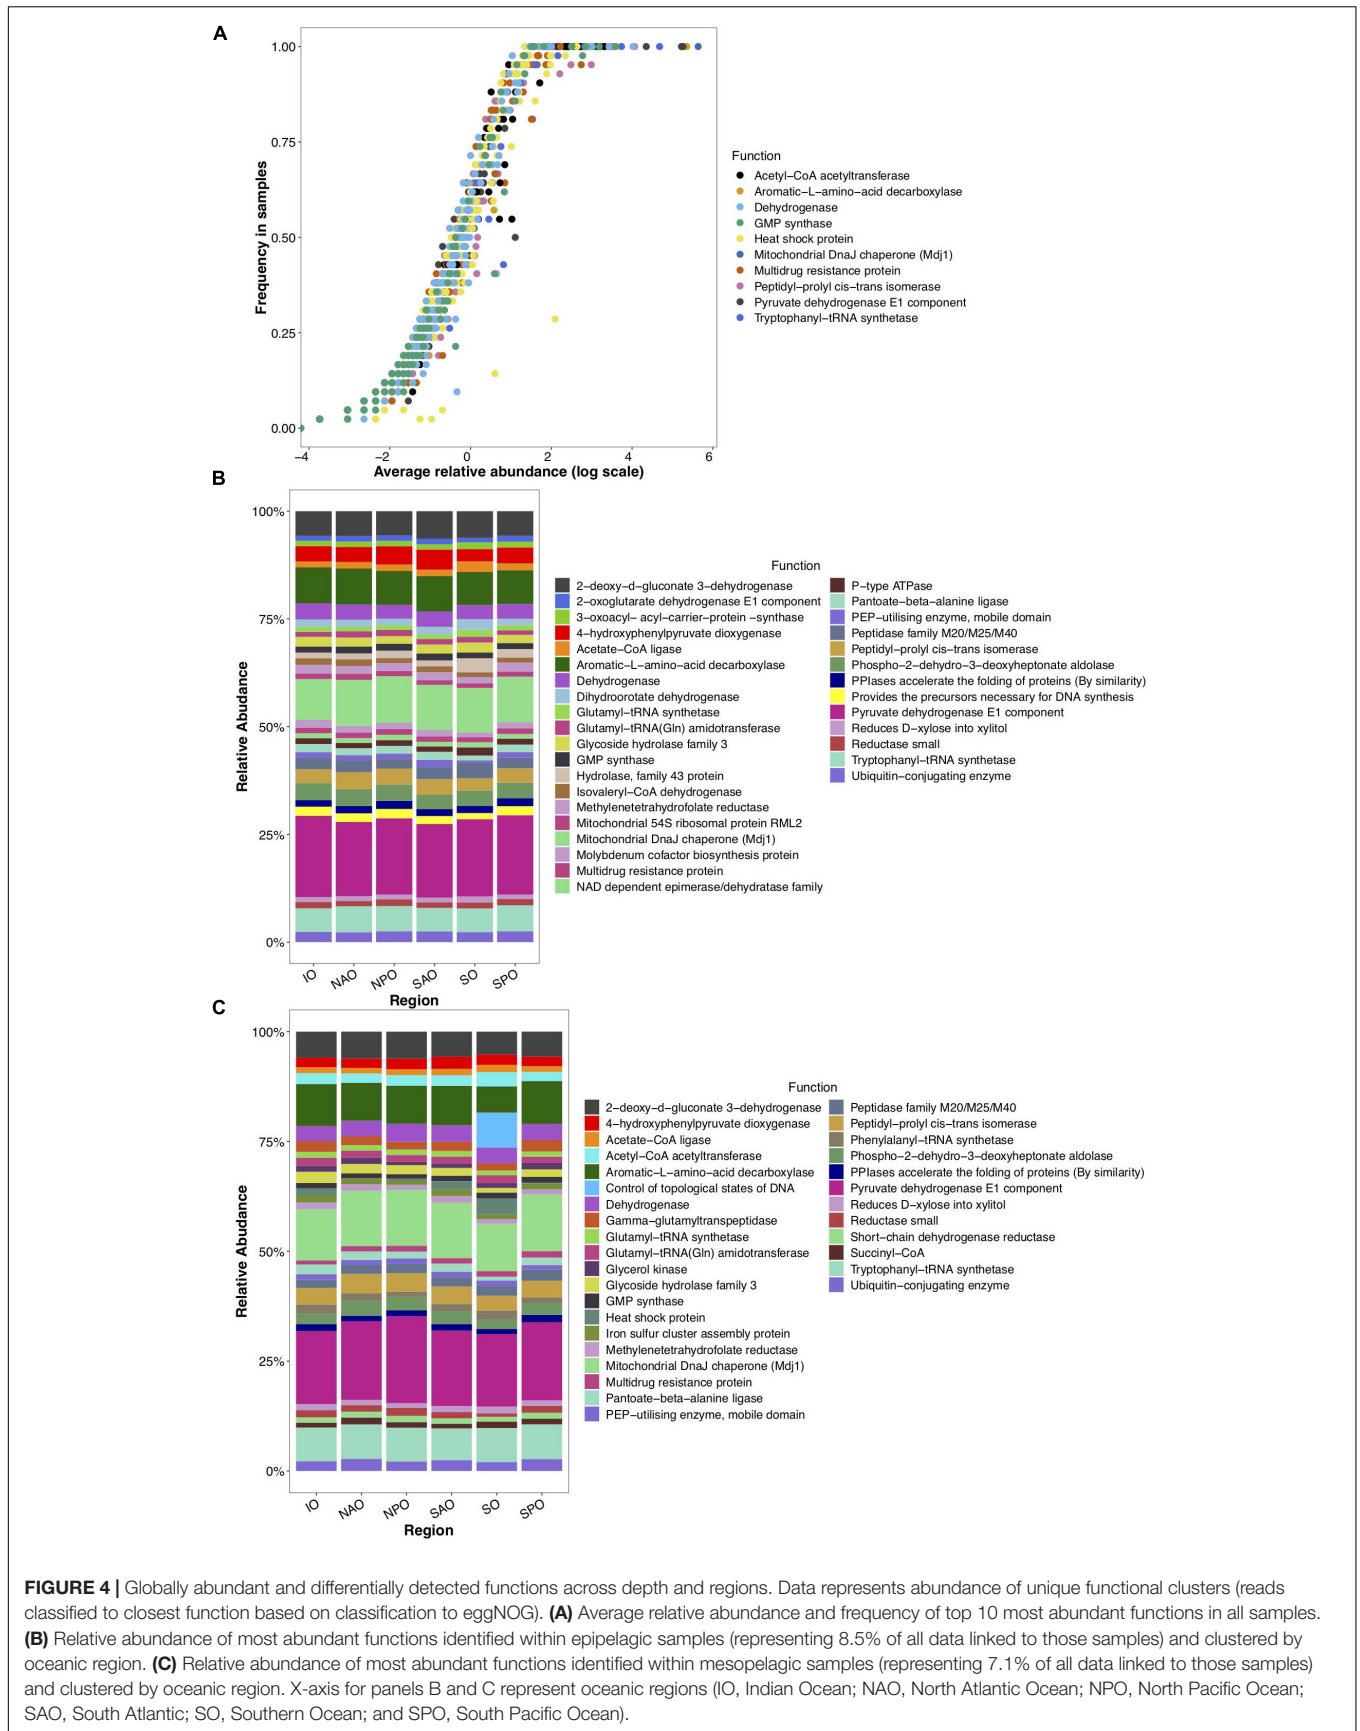 A
1.00
0.75
0.50
0.25
0.00
Frequency in samples
−4
−2
0
2
4
6
Average relative abundance (log scale)
Function
Acetyl−CoA acetyltransferase
Aromatic−L−amino−acid decarboxylase
Dehydrogenase
GMP synthase
Heat shock protein
Mitochondrial DnaJ chaperone (Mdj1)
Multidrug resistance protein
Peptidyl−prolyl cis−trans isomerase
Pyruvate dehydrogenase E1 component
Tryptophanyl−tRNA synthetase
B
100%
75%
50%
25%
0%
Relative Abudance
IO
NAO
NPO
SAO
SO
SPO
Region
Function
2−deoxy−d−gluconate 3−dehydrogenase
2−oxoglutarate dehydrogenase E1 component
3−oxoacyl− acyl−carrier−protein −synthase
4−hydroxyphenylpyruvate dioxygenase
Acetate−CoA ligase
Aromatic−L−amino−acid decarboxylase
Dehydrogenase
Dihydroorotate dehydrogenase
Glutamyl−tRNA synthetase
Glutamyl−tRNA(Gln) amidotransferase
Glycoside hydrolase family 3
GMP synthase
Hydrolase, family 43 protein
Isovaleryl−CoA dehydrogenase
Methylenetetrahydrofolate reductase
Mitochondrial 54S ribosomal protein RML2
Mitochondrial DnaJ chaperone (Mdj1)
Molybdenum cofactor biosynthesis protein
Multidrug resistance protein
NAD dependent epimerase/dehydratase family
P−type ATPase
Pantoate−beta−alanine ligase
PEP−utilising enzyme, mobile domain
Peptidase family M20/M25/M40
Peptidyl−prolyl cis−trans isomerase
Phospho−2−dehydro−3−deoxyheptonate aldolase
PPIases accelerate the folding of proteins (By similarity)
Provides the precursors necessary for DNA synthesis
Pyruvate dehydrogenase E1 component
Reduces D−xylose into xylitol
Reductase small
Tryptophanyl−tRNA synthetase
Ubiquitin−conjugating enzyme
C
100%
75%
50%
25%
0%
Relative Abudance
IO
NAO
NPO
SAO
SO
SPO
Region
Function
2−deoxy−d−gluconate 3−dehydrogenase
4−hydroxyphenylpyruvate dioxygenase
Acetate−CoA ligase
Acetyl−CoA acetyltransferase
Aromatic−L−amino−acid decarboxylase
Control of topological states of DNA
Dehydrogenase
Gamma−glutamyltranspeptidase
Glutamyl−tRNA synthetase
Glutamyl−tRNA(Gln) amidotransferase
Glycerol kinase
Glycoside hydrolase family 3
GMP synthase
Heat shock protein
Iron sulfur cluster assembly protein
Methylenetetrahydrofolate reductase
Mitochondrial DnaJ chaperone (Mdj1)
Multidrug resistance protein
Pantoate−beta−alanine ligase
PEP−utilising enzyme, mobile domain
Peptidase family M20/M25/M40
Peptidyl−prolyl cis−trans isomerase
Phenylalanyl−tRNA synthetase
Phospho−2−dehydro−3−deoxyheptonate aldolase
PPIases accelerate the folding of proteins (By similarity)
Pyruvate dehydrogenase E1 component
Reduces D−xylose into xylitol
Reductase small
Short−chain dehydrogenase reductase
Succinyl−CoA
Tryptophanyl−tRNA synthetase
Ubiquitin−conjugating enzyme
FIGURE 4 | Globally abundant and differentially detected functions across depth and regions. Data represents abundance of unique functional clusters (reads
classified to closest function based on classification to eggNOG). (A) Average relative abundance and frequency of top 10 most abundant functions in all samples.
(B) Relative abundance of most abundant functions identified within epipelagic samples (representing 8.5% of all data linked to those samples) and clustered by
oceanic region. (C) Relative abundance of most abundant functions identified within mesopelagic samples (representing 7.1% of all data linked to those samples)
and clustered by oceanic region. X-axis for panels B and C represent oceanic regions (IO, Indian Ocean; NAO, North Atlantic Ocean; NPO, North Pacific Ocean;
SAO, South Atlantic; SO, Southern Ocean; and SPO, South Pacific Ocean).